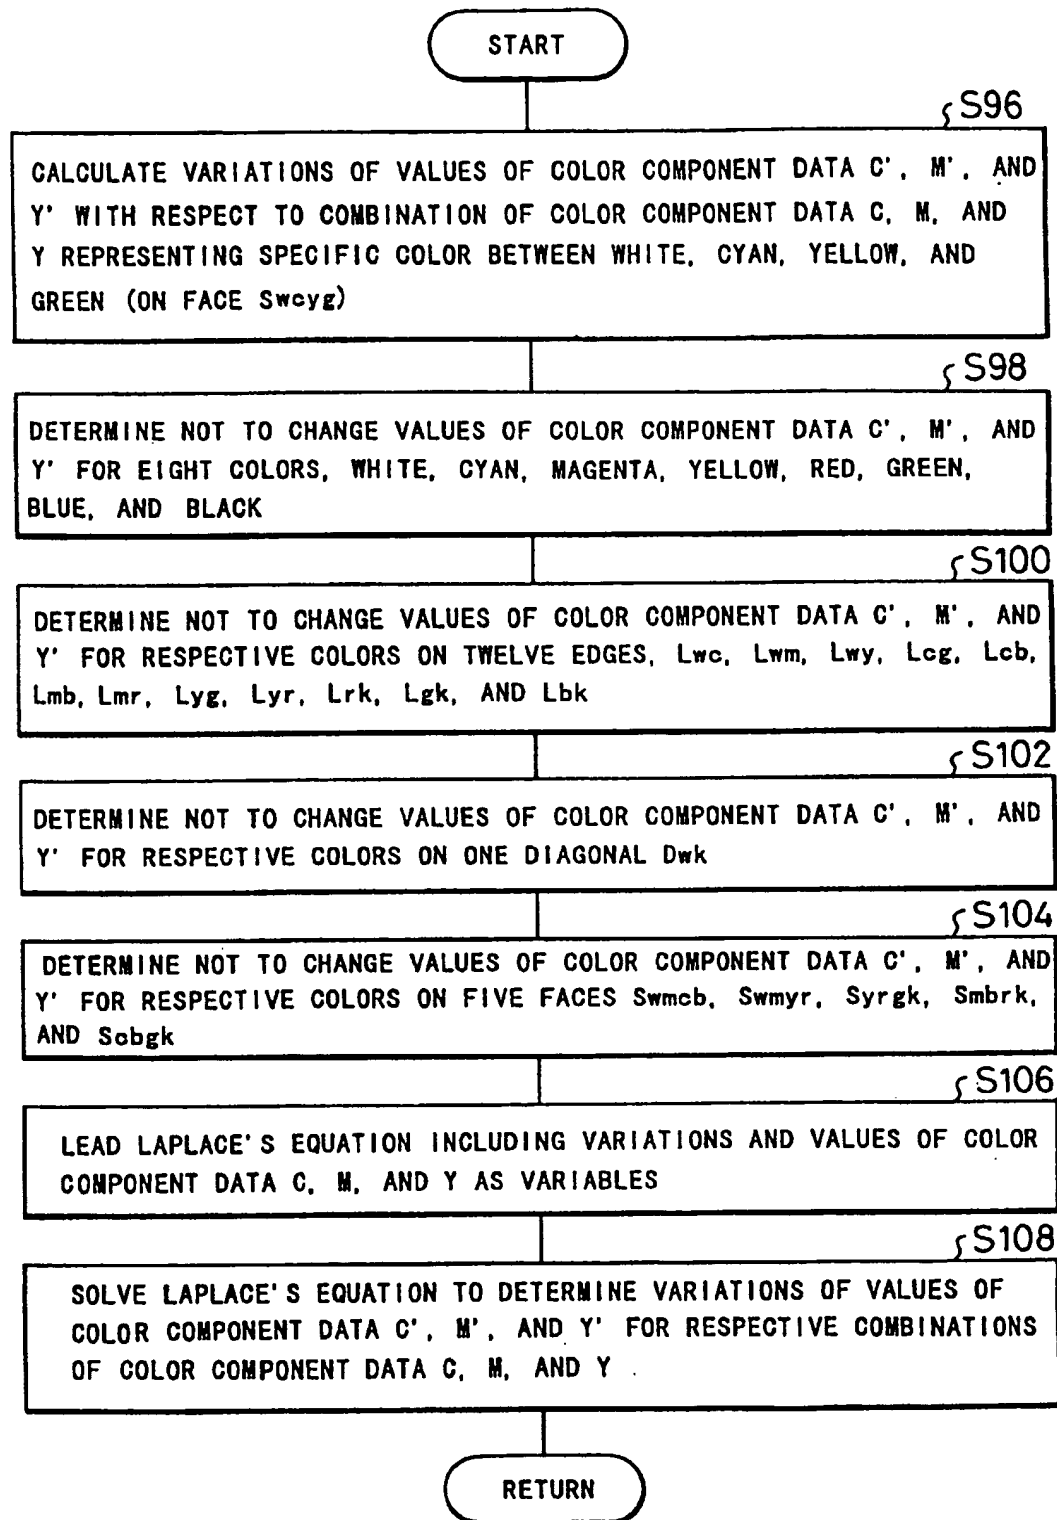 START
S96
CALCULATE VARIATIONS OF VALUES OF COLOR COMPONENT DATA C', M', AND
Y' WITH RESPECT TO COMBINATION OF COLOR COMPONENT DATA C, M, AND
Y REPRESENTING SPECIFIC COLOR BETWEEN WHITE, CYAN, YELLOW, AND
GREEN (ON FACE Swcyg)
S98
DETERMINE NOT TO CHANGE VALUES OF COLOR COMPONENT DATA C', M', AND
Y' FOR EIGHT COLORS, WHITE, CYAN, MAGENTA, YELLOW, RED, GREEN,
BLUE, AND BLACK
S100
DETERMINE NOT TO CHANGE VALUES OF COLOR COMPONENT DATA C', M', AND
Y' FOR RESPECTIVE COLORS ON TWELVE EDGES, Lwc, Lwm, Lwy, Lcg, Lcb,
Lmb, Lmr, Lyg, Lyr, Lrk, Lgk, AND Lbk
S102
DETERMINE NOT TO CHANGE VALUES OF COLOR COMPONENT DATA C', M', AND
Y' FOR RESPECTIVE COLORS ON ONE DIAGONAL Dwk
S104
DETERMINE NOT TO CHANGE VALUES OF COLOR COMPONENT DATA C', M', AND
Y' FOR RESPECTIVE COLORS ON FIVE FACES Swmcb, Swmyr, Syrgk, Smbrk,
AND Scbgk
S106
LEAD LAPLACE'S EQUATION INCLUDING VARIATIONS AND VALUES OF COLOR
COMPONENT DATA C, M, AND Y AS VARIABLES
S108
SOLVE LAPLACE'S EQUATION TO DETERMINE VARIATIONS OF VALUES OF
COLOR COMPONENT DATA C', M', AND Y' FOR RESPECTIVE COMBINATIONS
OF COLOR COMPONENT DATA C, M, AND Y
RETURN